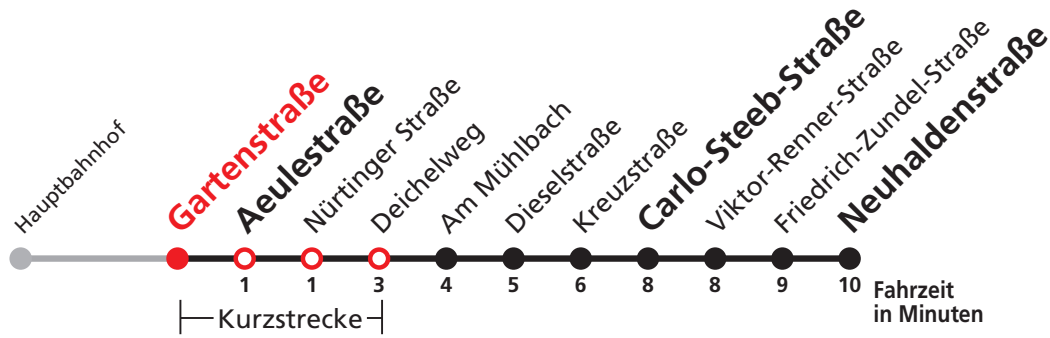 Hauptbahnhof
Gartenstraße
Aeulestraße
Nürtinger Straße
Deichelweg
Am Mühlbach
Dieselstraße
Kreuzstraße
Carlo-Steeb-Straße
Viktor-Renner-Straße
Friedrich-Zundel-Straße
Neuhaldenstraße
1 1 3 4 5 6 8 8 9 10
Fahrzeit
in Minuten
Kurzstrecke